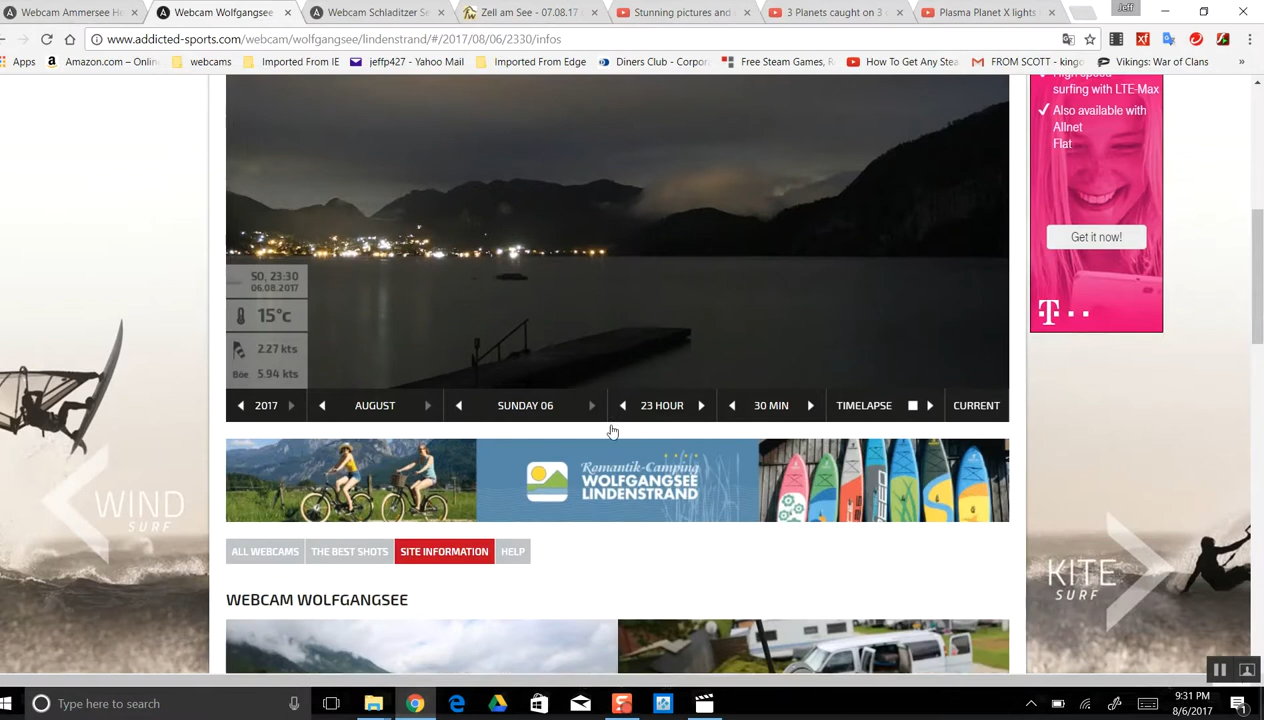 Jeff
Webcam Ammersee He
Webcam Wolfgangsee
Webcam Schladitzer Se
Zell am See - 07.08.17
Stunning pictures and
3 Planets caught on 3
Plasma Planet X lights
www.addicted-sports.com/webcam/wolfgangsee/lindenstrand/#/2017/08/06/2330/infos
Apps
Amazon.com – Onlin
webcams
Imported From IE
jeffp427 - Yahoo Mail
Imported From Edge
Diners Club - Corpor
Free Steam Games, R
How To Get Any Stea
FROM SCOTT - kingo
Vikings: War of Clans
»
High speed
surfing with LTE-Max
Also available with
Allnet
Flat
Get it now!
T
SO, 23:30
06.08.2017
15°c
2.27 kts
Böe 5.94 kts
2017
AUGUST
SUNDAY 06
23 HOUR
30 MIN
TIMELAPSE
CURRENT
Romantik-Camping
WOLFGANGSEE
LINDENSTRAND
WIND
SURF
KITE
SURF
ALL WEBCAMS
THE BEST SHOTS
SITE INFORMATION
HELP
WEBCAM WOLFGANGSEE
Type here to search
9:31 PM
8/6/2017
1